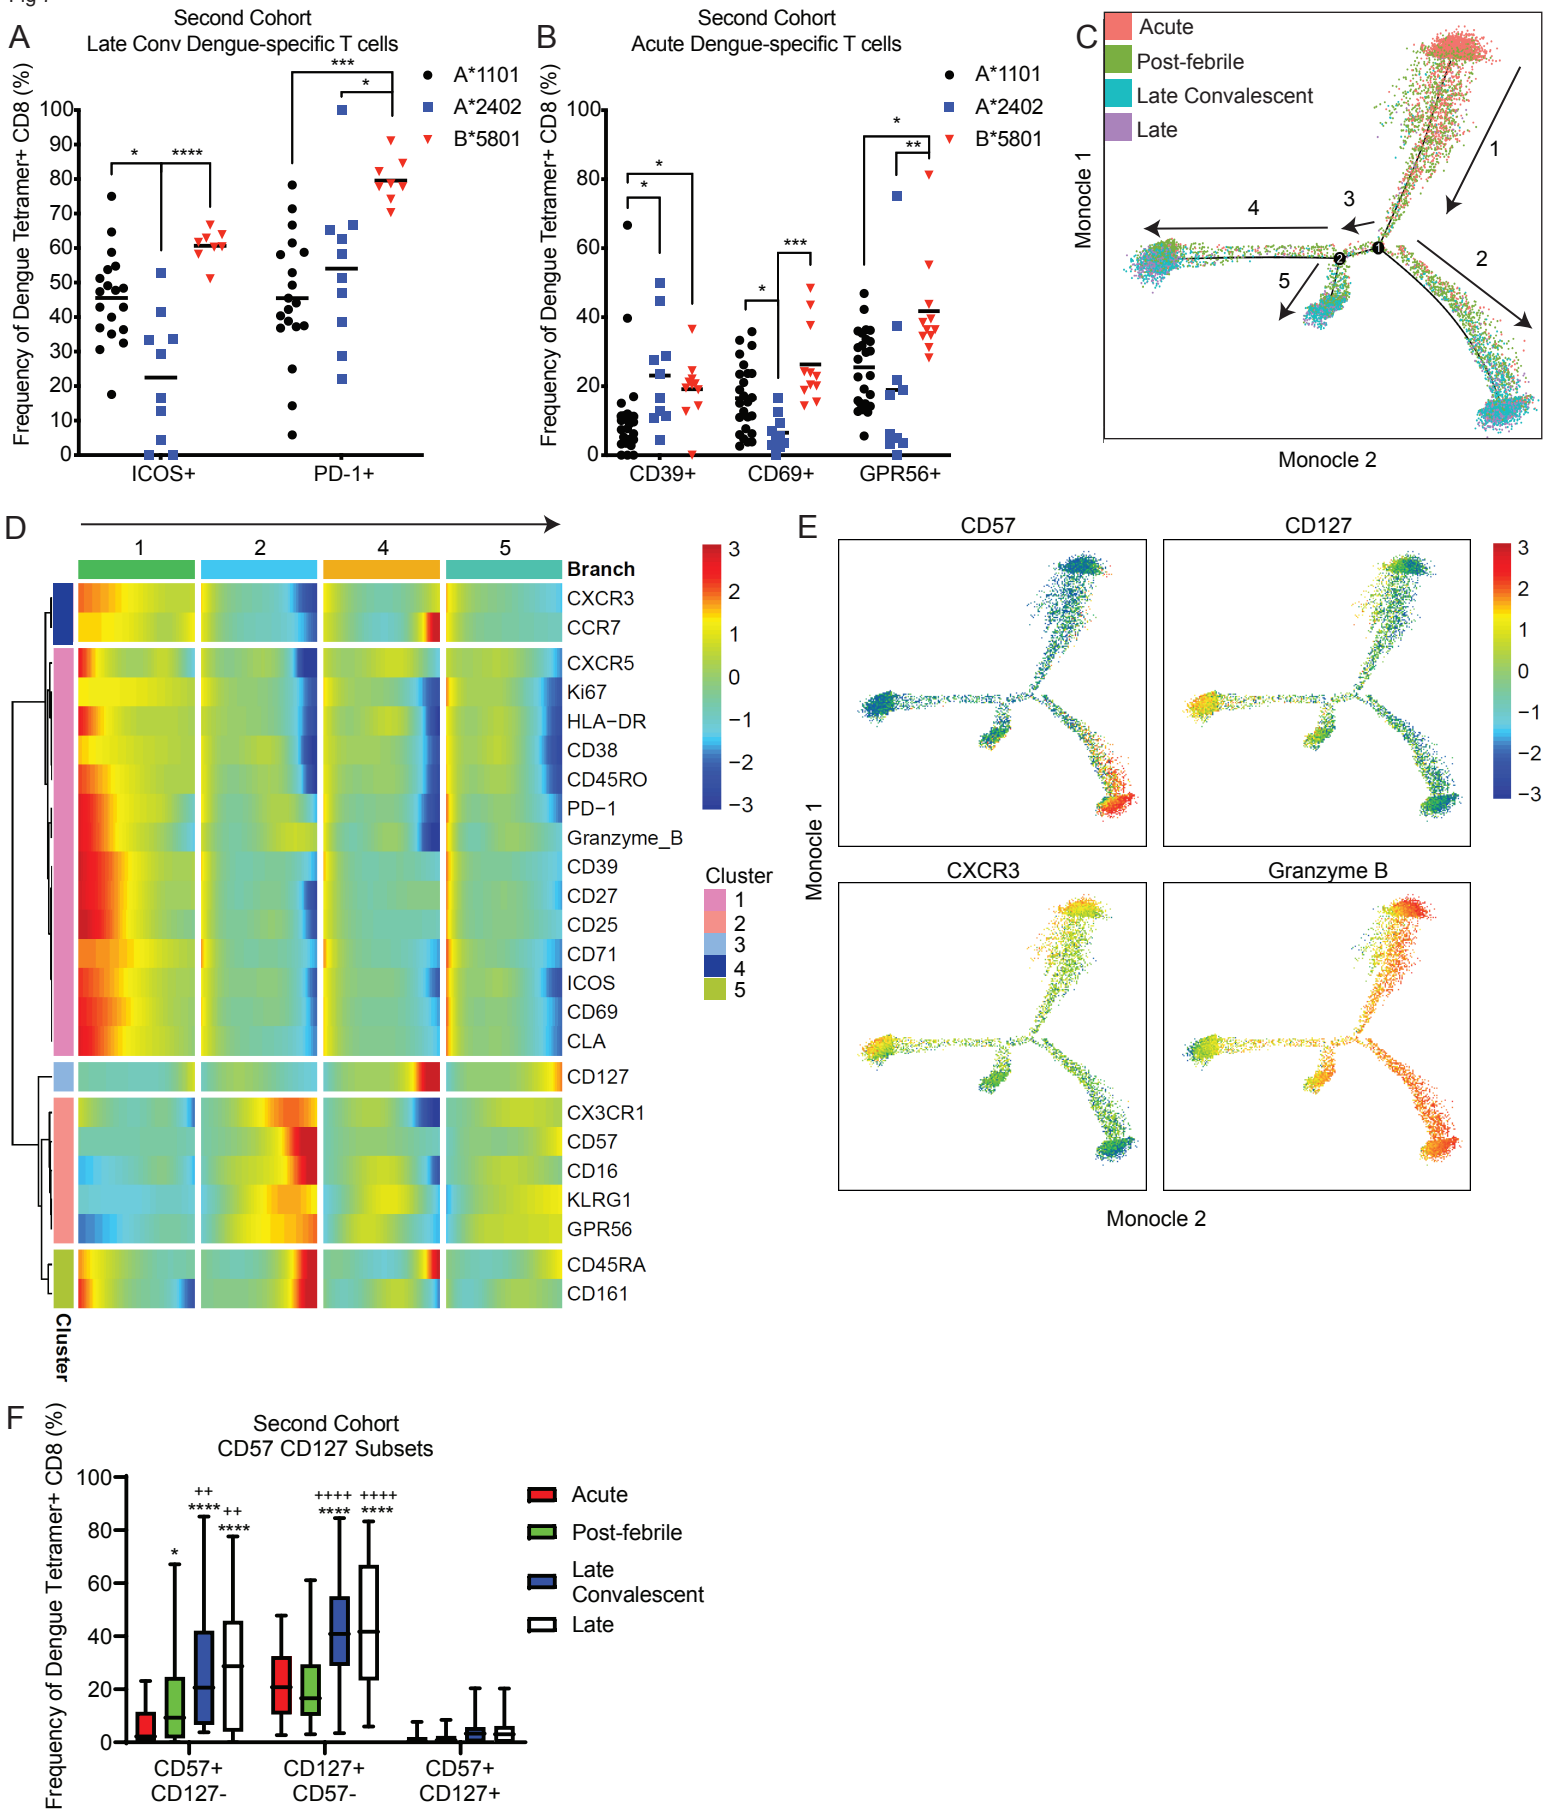 A
Second Cohort
Late Conv Dengue-specific T cells
Frequency of Dengue Tetramer+ CD8 (%)
100
90
80
70
60
50
40
30
20
10
0
* **** *** *
A*1101
A*2402
B*5801
ICOS+ PD-1+
B
Second Cohort
Acute Dengue-specific T cells
Frequency of Dengue Tetramer+ CD8 (%)
100
80
60
40
20
0
* * * *** * **
A*1101
A*2402
B*5801
CD39+ CD69+ GPR56+
C
Acute
Post-febrile
Late Convalescent
Late
1
2
3
4
5
1
2
Monocle 1
Monocle 2
D
1 2 4 5
Branch
CXCR3
CCR7
CXCR5
Ki67
HLA−DR
CD38
CD45RO
PD−1
Granzyme_B
CD39
CD27
CD25
CD71
ICOS
CD69
CLA
CD127
CX3CR1
CD57
CD16
KLRG1
GPR56
CD45RA
CD161
Cluster
3
2
1
0
−1
−2
−3
Cluster
1
2
3
4
5
E
CD57 CD127
CXCR3 Granzyme B
Monocle 1
Monocle 2
3
2
1
0
−1
−2
−3
F
Second Cohort
CD57 CD127 Subsets
Frequency of Dengue Tetramer+ CD8 (%)
100
80
60
40
20
0
*
++
****
++
****
++++
****
++++
****
Acute
Post-febrile
Late
Convalescent
Late
CD57+
CD127-
CD127+
CD57-
CD57+
CD127+